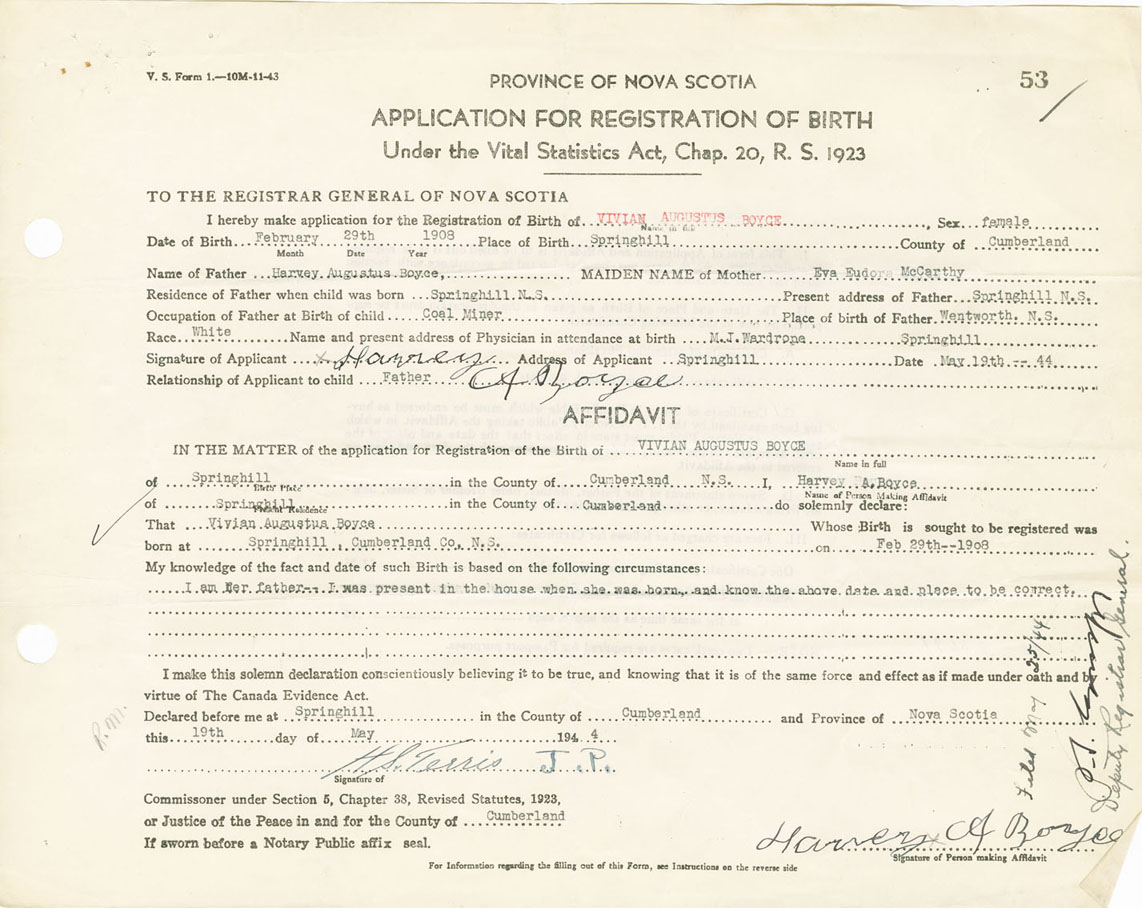 V. S. Form 1.—10M-11-43
PROVINCE OF NOVA SCOTIA
53
APPLICATION FOR REGISTRATION OF BIRTH
Under the Vital Statistics Act, Chap. 20, R. S. 1923
TO THE REGISTRAR GENERAL OF NOVA SCOTIA
I hereby make application for the Registration of Birth of VIVIAN AUGUSTUS BOYCE, Sex female
Name in full
Date of Birth February 29th 1908 Place of Birth Springhill County of Cumberland
Month Date Year
Name of Father Harvey Augustus Boyce, MAIDEN NAME of Mother Eva Eudora McCarthy
Residence of Father when child was born Springhill N.S. Present address of Father Springhill N.S.
Occupation of Father at Birth of child Coal Miner Place of birth of Father Wentworth. N.S.
Race White Name and present address of Physician in attendance at birth M.J. Wardrope Springhill
Signature of Applicant x Harvey Address of Applicant Springhill Date May 19th -- 44
Relationship of Applicant to child Father A Boyce
AFFIDAVIT
IN THE MATTER of the application for Registration of the Birth of VIVIAN AUGUSTUS BOYCE
Name in full
of Springhill in the County of Cumberland N.S. I, Harvey A. Boyce
Birth Place Name of Person Making Affidavit
of Springhill in the County of Cumberland do solemnly declare:
Present Residence
That Vivian Augustus Boyce Whose Birth is sought to be registered was
born at Springhill , Cumberland Co, N.S. on Feb 29th--1908
My knowledge of the fact and date of such Birth is based on the following circumstances:
I am Her father-- I was present in the house when she was born, and know the above date and place to be correct,
I make this solemn declaration conscientiously believing it to be true, and knowing that it is of the same force and effect as if made under oath and by
virtue of The Canada Evidence Act.
Declared before me at Springhill in the County of Cumberland and Province of Nova Scotia
this 19th day of May 1944
H.S. Terris J.P.
Signature of
Commissoner under Section 5, Chapter 38, Revised Statutes, 1923,
or Justice of the Peace in and for the County of Cumberland
If sworn before a Notary Public affix seal.
Harvey x A Boyce
Signature of Person making Affidavit
For Information regarding the filling out of this Form, see Instructions on the reverse side
R.M.
Filed May 25/44
Deputy Registrar General.